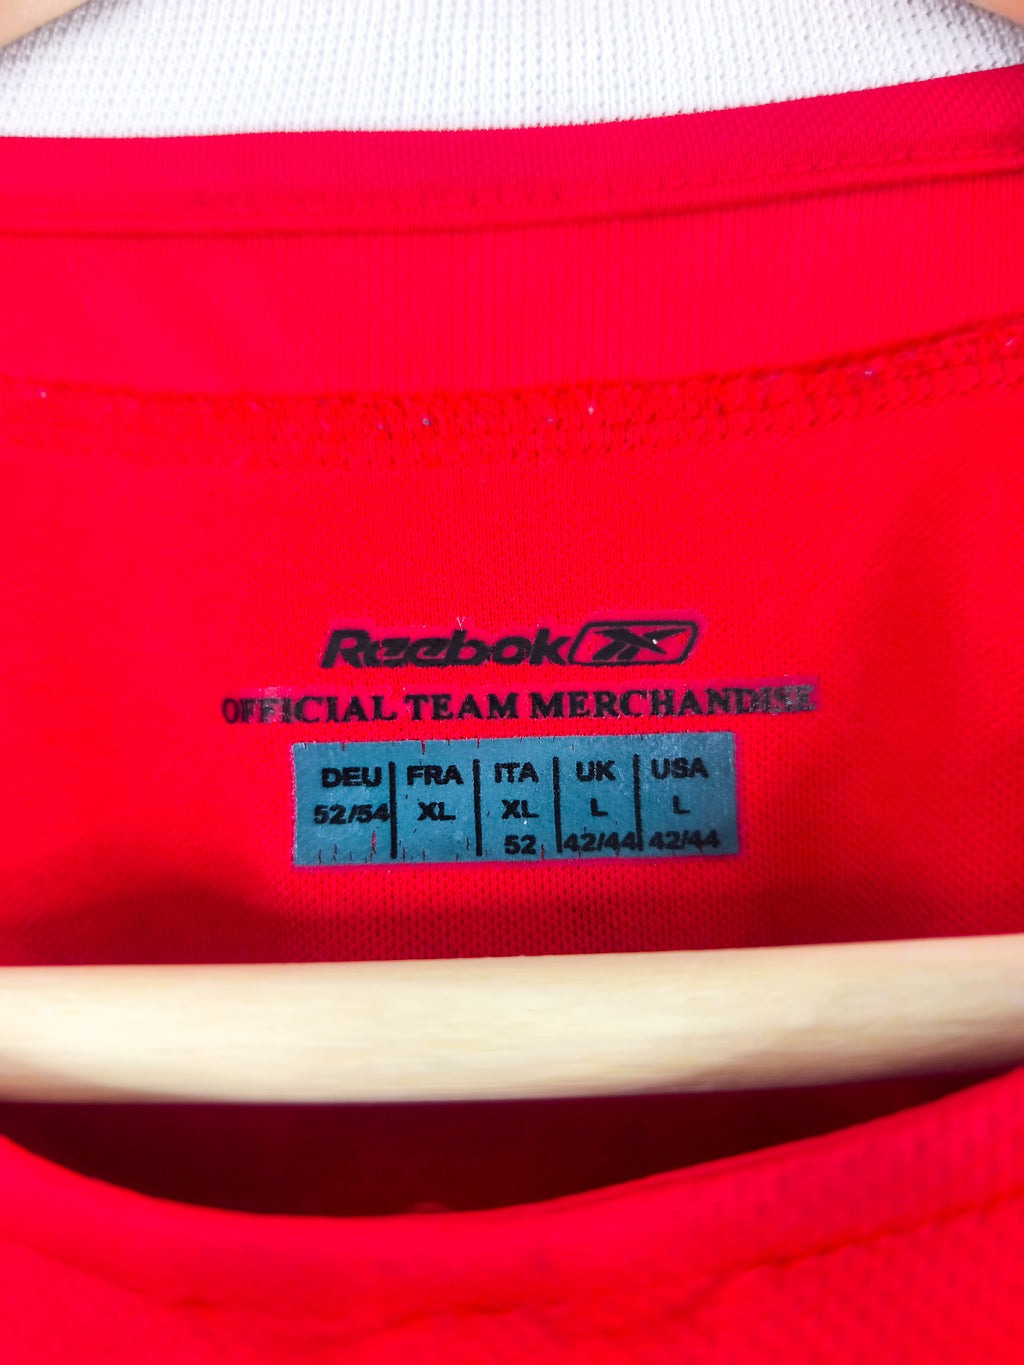 Reebok
OFFICIAL TEAM MERCHANDISE
DEU FRA ITA UK USA
52/54 XL XL L L
52 42/44 42/44